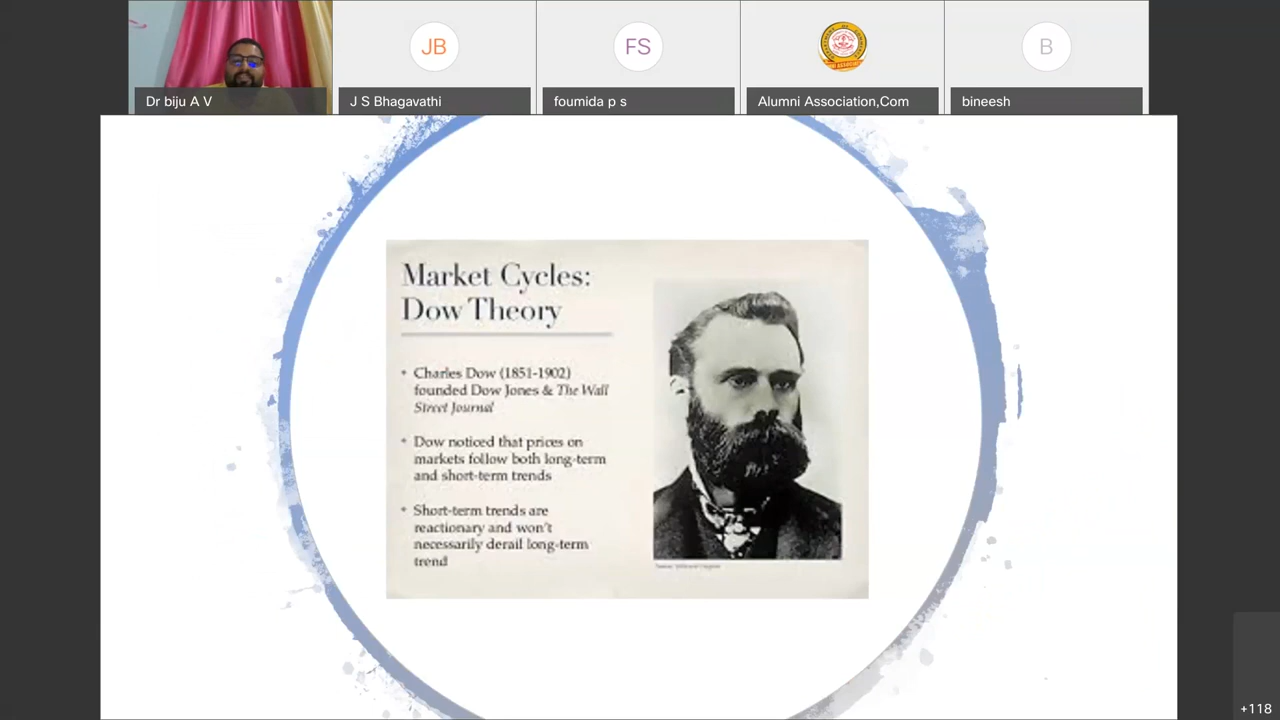 JB
FS
B
Dr biju A V
J S Bhagavathi
foumida p s
Alumni Association,Com
bineesh
Market Cycles:
Dow Theory
• Charles Dow (1851-1902)
founded Dow Jones & The Wall
Street Journal
• Dow noticed that prices on
markets follow both long-term
and short-term trends
• Short-term trends are
reactionary and won't
necessarily derail long-term
trend
+118